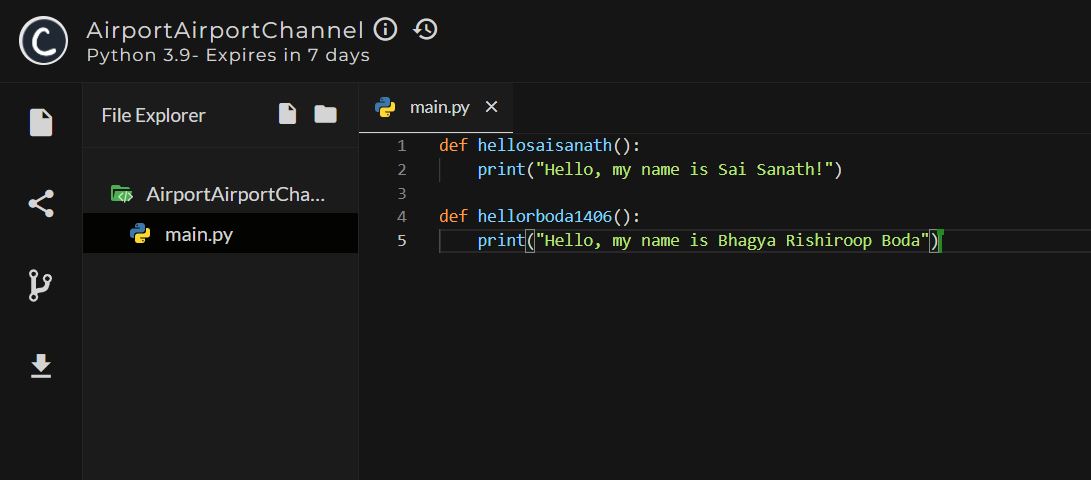 C
AirportAirportChannel
Python 3.9- Expires in 7 days
File Explorer
AirportAirportCha...
main.py
main.py ×
1 def hellosaisanath():
2     print("Hello, my name is Sai Sanath!")
3
4 def hellorboda1406():
5     print("Hello, my name is Bhagya Rishiroop Boda")